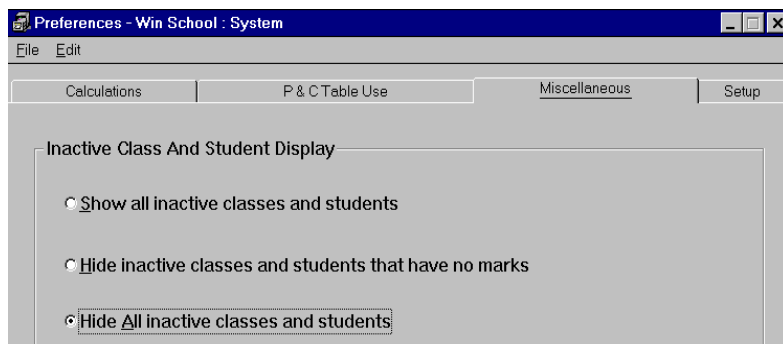 Preferences - Win School : System
File Edit
Calculations P & C Table Use Miscellaneous Setup
Inactive Class And Student Display
Show all inactive classes and students
Hide inactive classes and students that have no marks
Hide All inactive classes and students